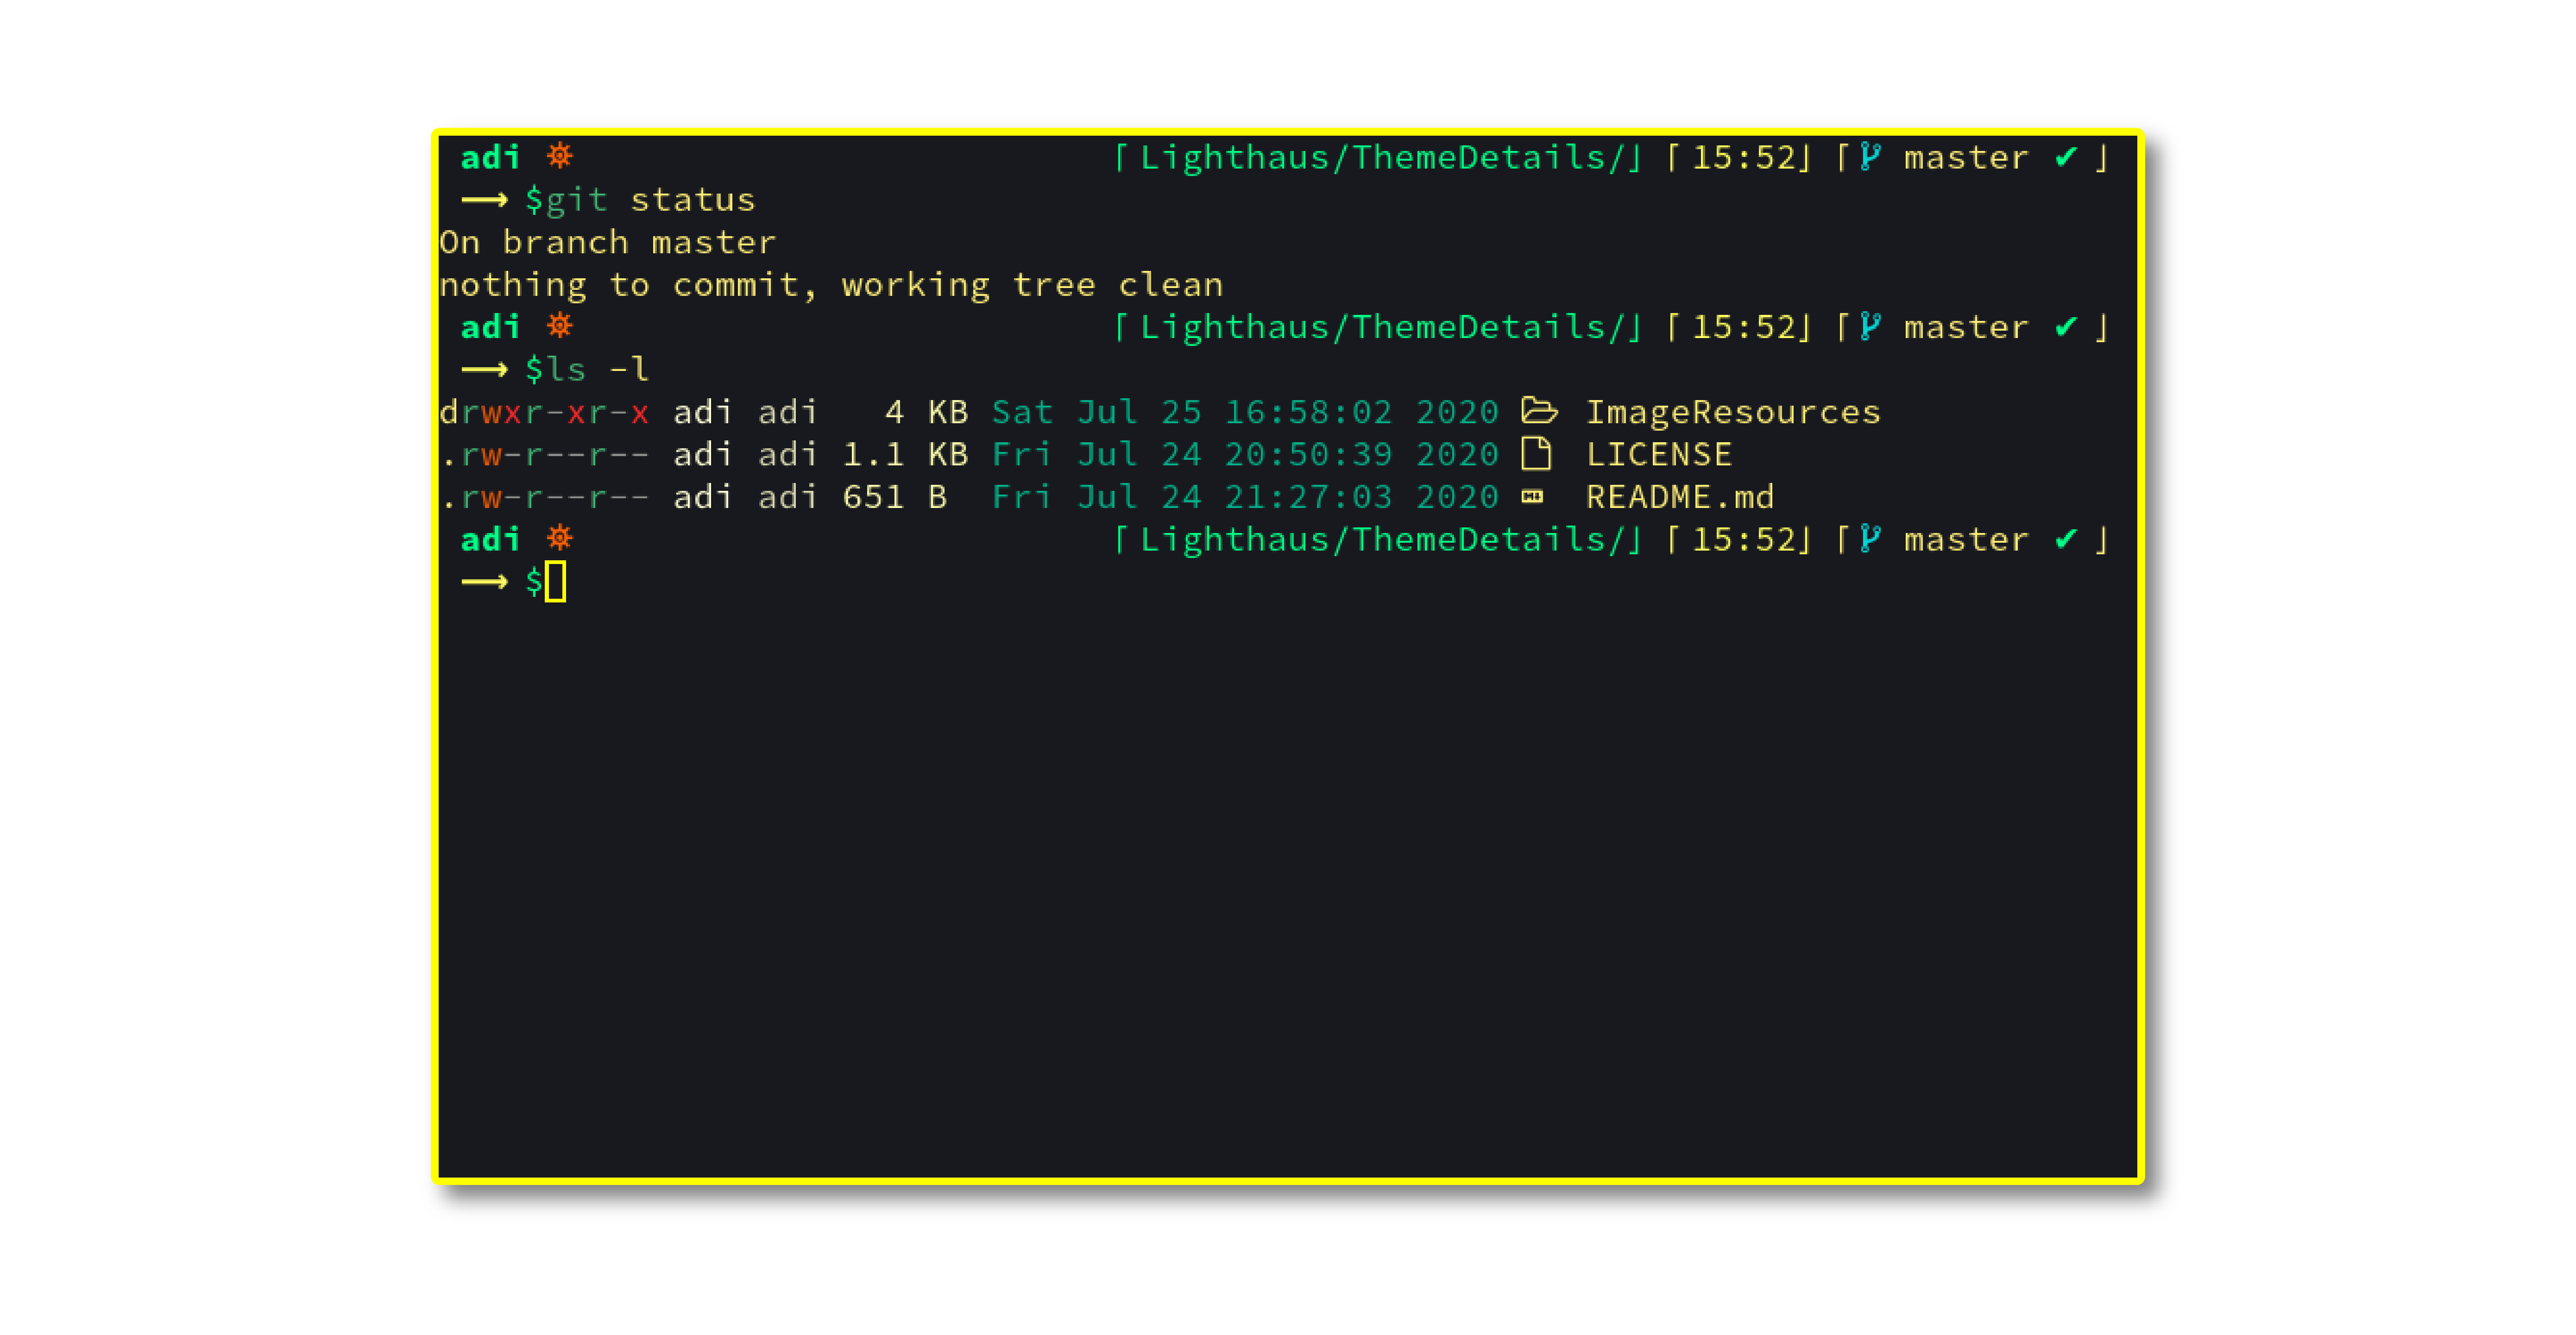 adi ⎈ ⌈Lighthaus/ThemeDetails/⌋ ⌈15:52⌋ ⌈ master ✔ ⌋
⟶ $git status
On branch master
nothing to commit, working tree clean
adi ⎈ ⌈Lighthaus/ThemeDetails/⌋ ⌈15:52⌋ ⌈ master ✔ ⌋
⟶ $ls -l
drwxr-xr-x adi adi   4 KB Sat Jul 25 16:58:02 2020  ImageResources
.rw-r--r-- adi adi 1.1 KB Fri Jul 24 20:50:39 2020  LICENSE
.rw-r--r-- adi adi 651 B  Fri Jul 24 21:27:03 2020  README.md
adi ⎈ ⌈Lighthaus/ThemeDetails/⌋ ⌈15:52⌋ ⌈ master ✔ ⌋
⟶ $